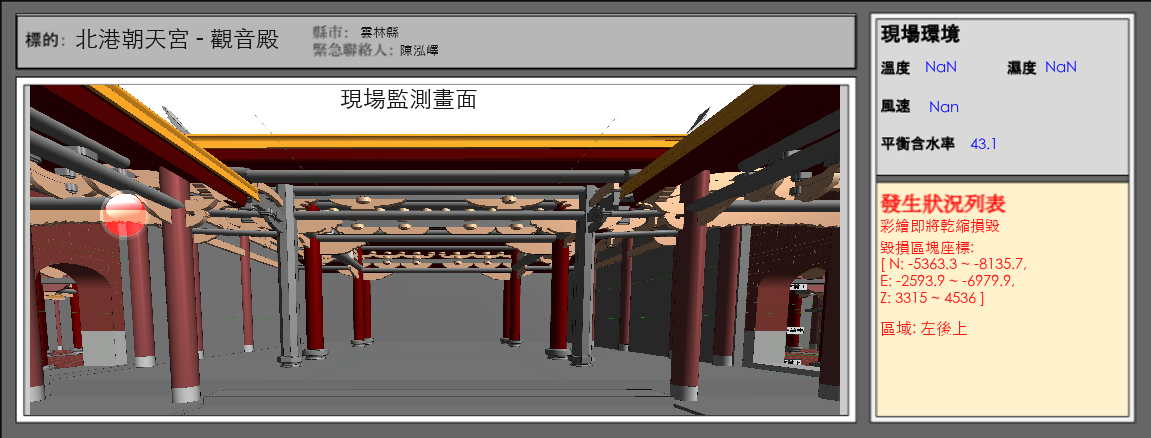 標的: 北港朝天宮 - 觀音殿
縣市: 雲林縣
緊急聯絡人: 陳泓嶧
現場監測畫面
現場環境
溫度 NaN 濕度 NaN
風速 Nan
平衡含水率 43.1
發生狀況列表
彩繪即將乾縮損毀
毀損區塊座標:
[ N: -5363.3 ~ -8135.7,
E: -2593.9 ~ -6979.9,
Z: 3315 ~ 4536 ]
區域: 左後上